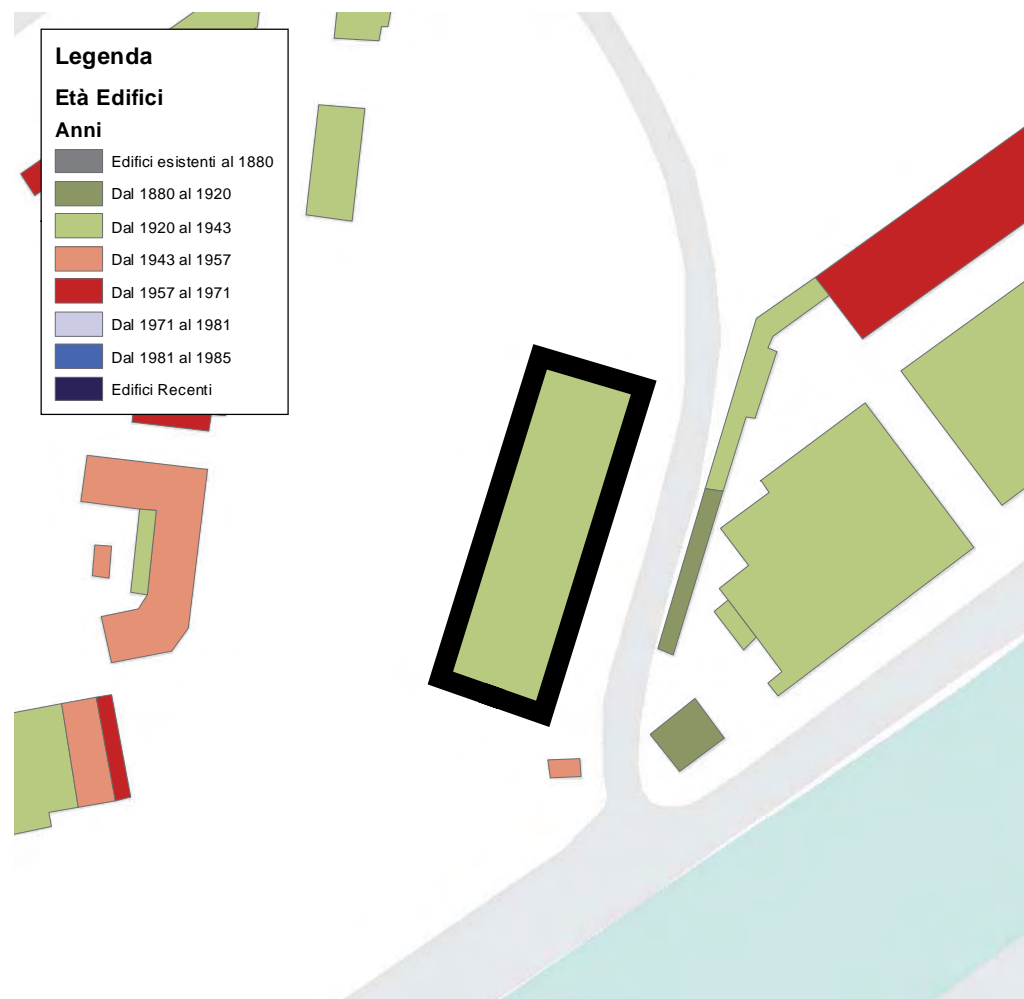 Legenda
Età Edifici
Anni
Edifici esistenti al 1880
Dal 1880 al 1920
Dal 1920 al 1943
Dal 1943 al 1957
Dal 1957 al 1971
Dal 1971 al 1981
Dal 1981 al 1985
Edifici Recenti